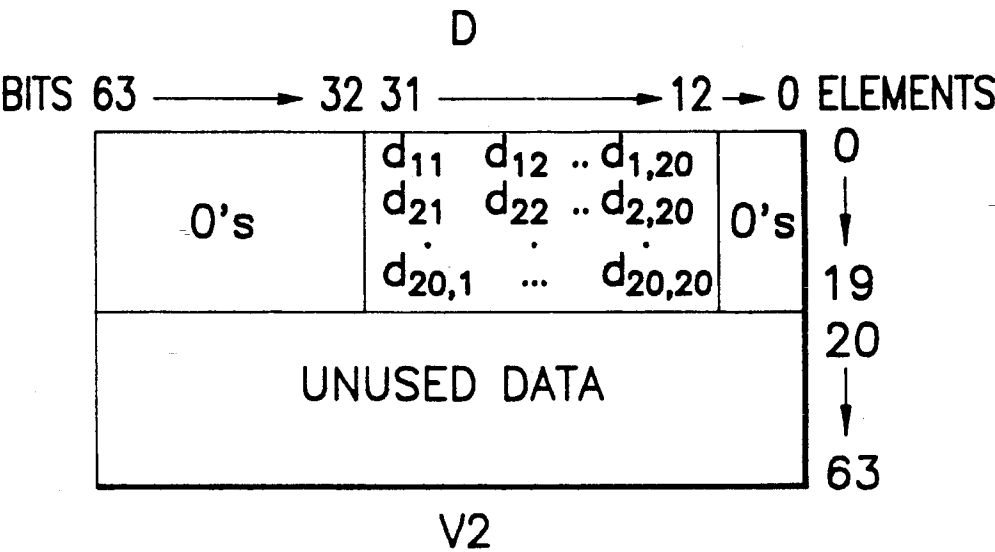 D
BITS 63 → 32 31 → 12 → 0 ELEMENTS
d11 d12 .. d1,20 0
d21 d22 .. d2,20
0's 0's
. . .
d20,1 ... d20,20 19
20
UNUSED DATA
63
V2